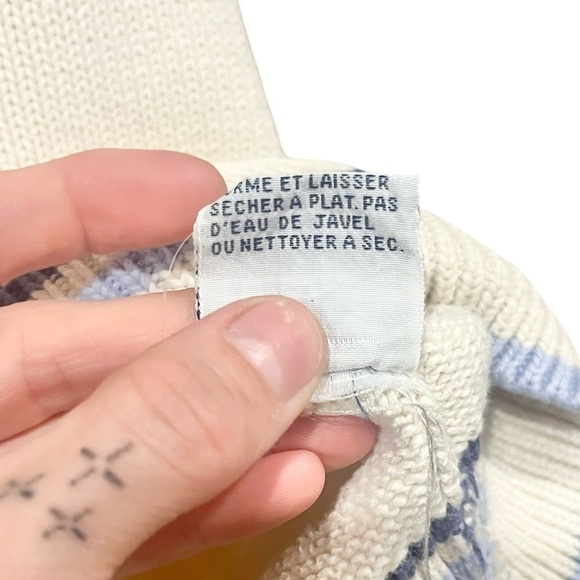 ET LAISSER
SECHER A PLAT. PAS
D'EAU DE JAVEL
OU NETTOYER A SEC.